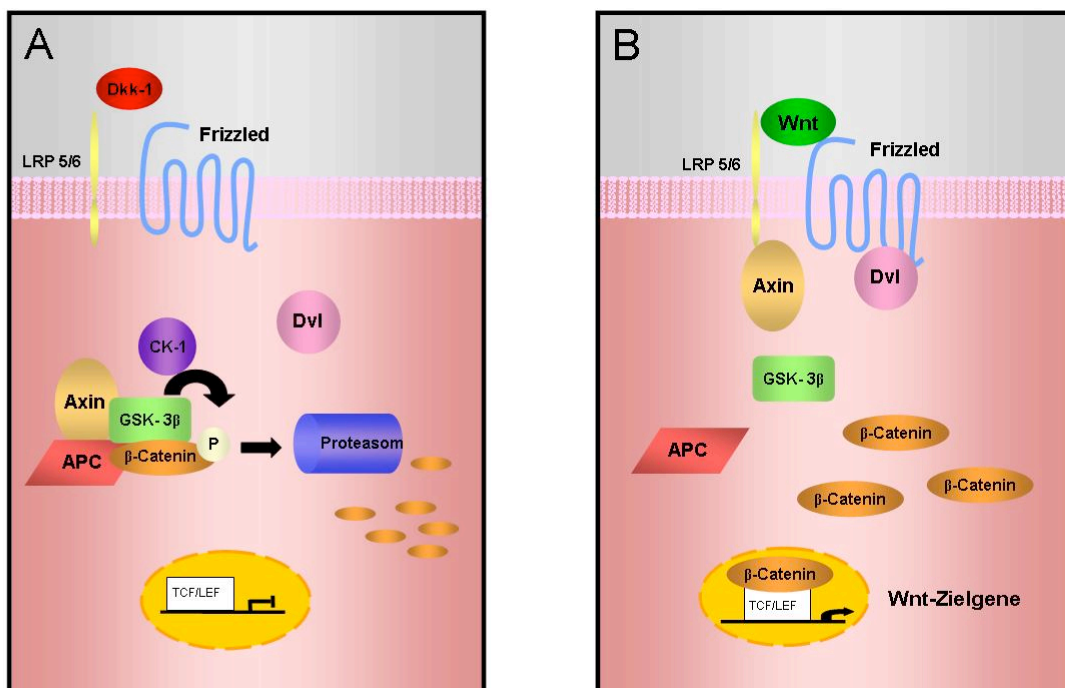 A
Dkk-1
Frizzled
LRP 5/6
Dvl
CK-1
Axin
GSK-3β
P
APC
β-Catenin
Proteasom
TCF/LEF
B
Wnt
Frizzled
LRP 5/6
Axin
Dvl
GSK-3β
β-Catenin
APC
β-Catenin
β-Catenin
β-Catenin
TCF/LEF
Wnt-Zielgene